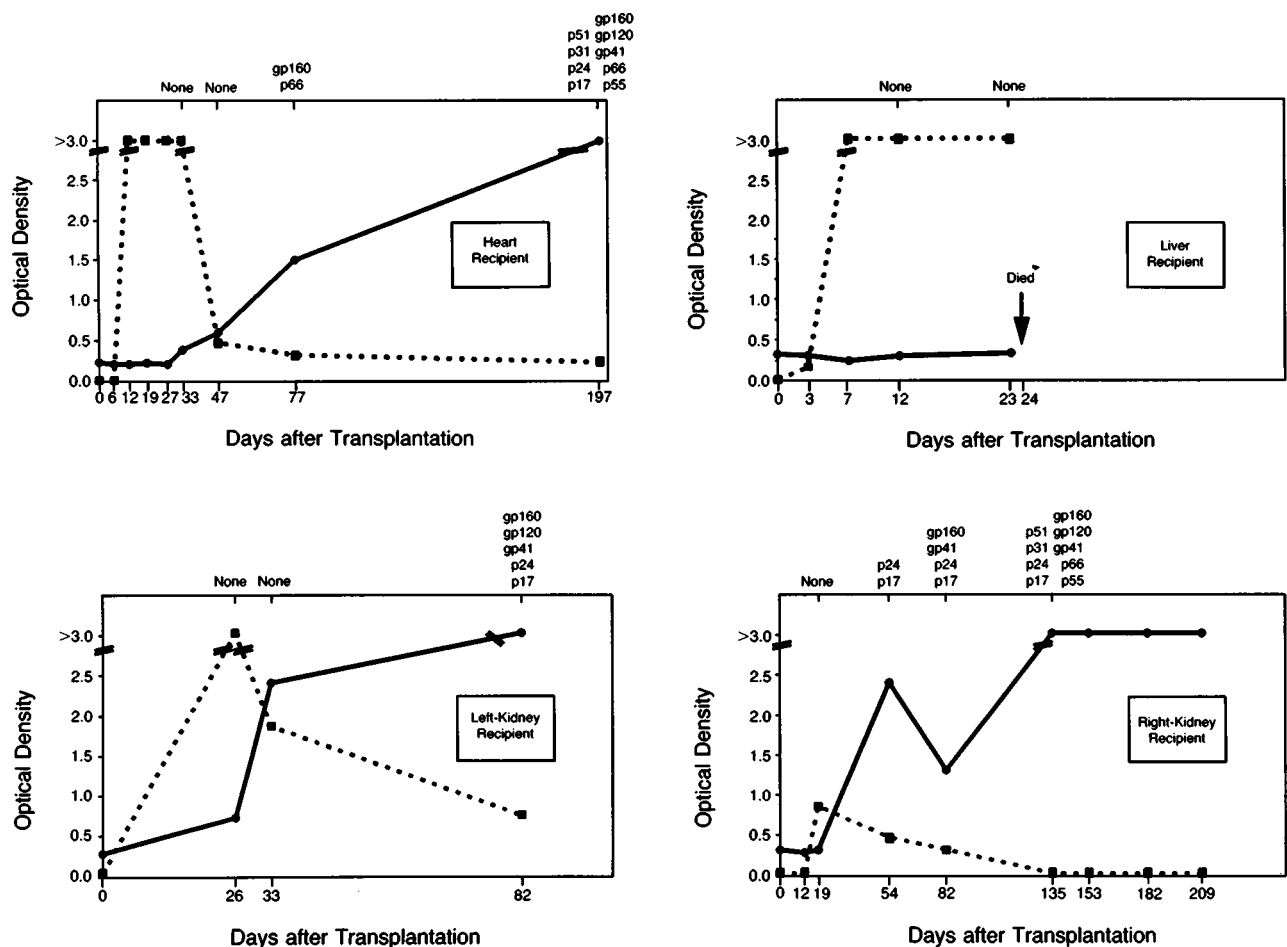 gp160
p51 gp120
p31 gp41
gp160 p24 p66
None None p66 p17 p55
>3.0
2.5
2.0
1.5
1.0
0.5
0.0
Optical Density
Heart
Recipient
0 6 12 19 27 33 47 77 197
Days after Transplantation
None None
>3.0
2.5
2.0
1.5
1.0
0.5
0.0
Optical Density
Liver
Recipient
Died
0 3 7 12 23 24
Days after Transplantation
gp160
gp120
gp41
p24
None None p17
>3.0
2.5
2.0
1.5
1.0
0.5
0.0
Optical Density
Left-Kidney
Recipient
0 26 33 82
Days after Transplantation
gp160
gp160 p51 gp120
gp41 p31 gp41
p24 p24 p24 p66
None p17 p17 p17 p55
>3.0
2.5
2.0
1.5
1.0
0.5
0.0
Optical Density
Right-Kidney
Recipient
0 12 19 54 82 135 153 182 209
Days after Transplantation